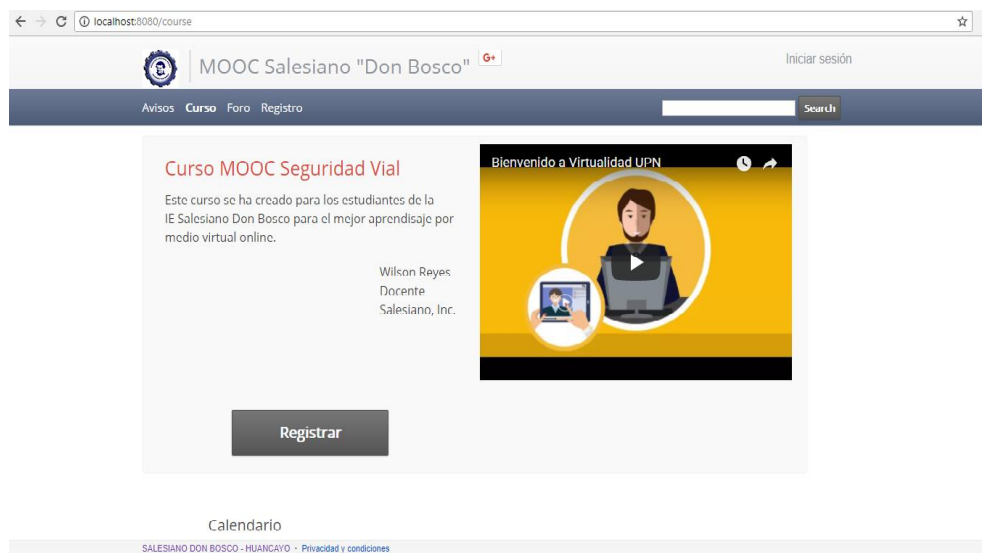 localhost:8080/course
MOOC Salesiano "Don Bosco"
G+
Iniciar sesión
Avisos Curso Foro Registro
Search
Curso MOOC Seguridad Vial
Este curso se ha creado para los estudiantes de la
IE Salesiano Don Bosco para el mejor aprendisaje por
medio virtual online.
Wilson Reyes
Docente
Salesiano, Inc.
Bienvenido a Virtualidad UPN
Registrar
Calendario
SALESIANO DON BOSCO - HUANCAYO · Privacidad y condiciones